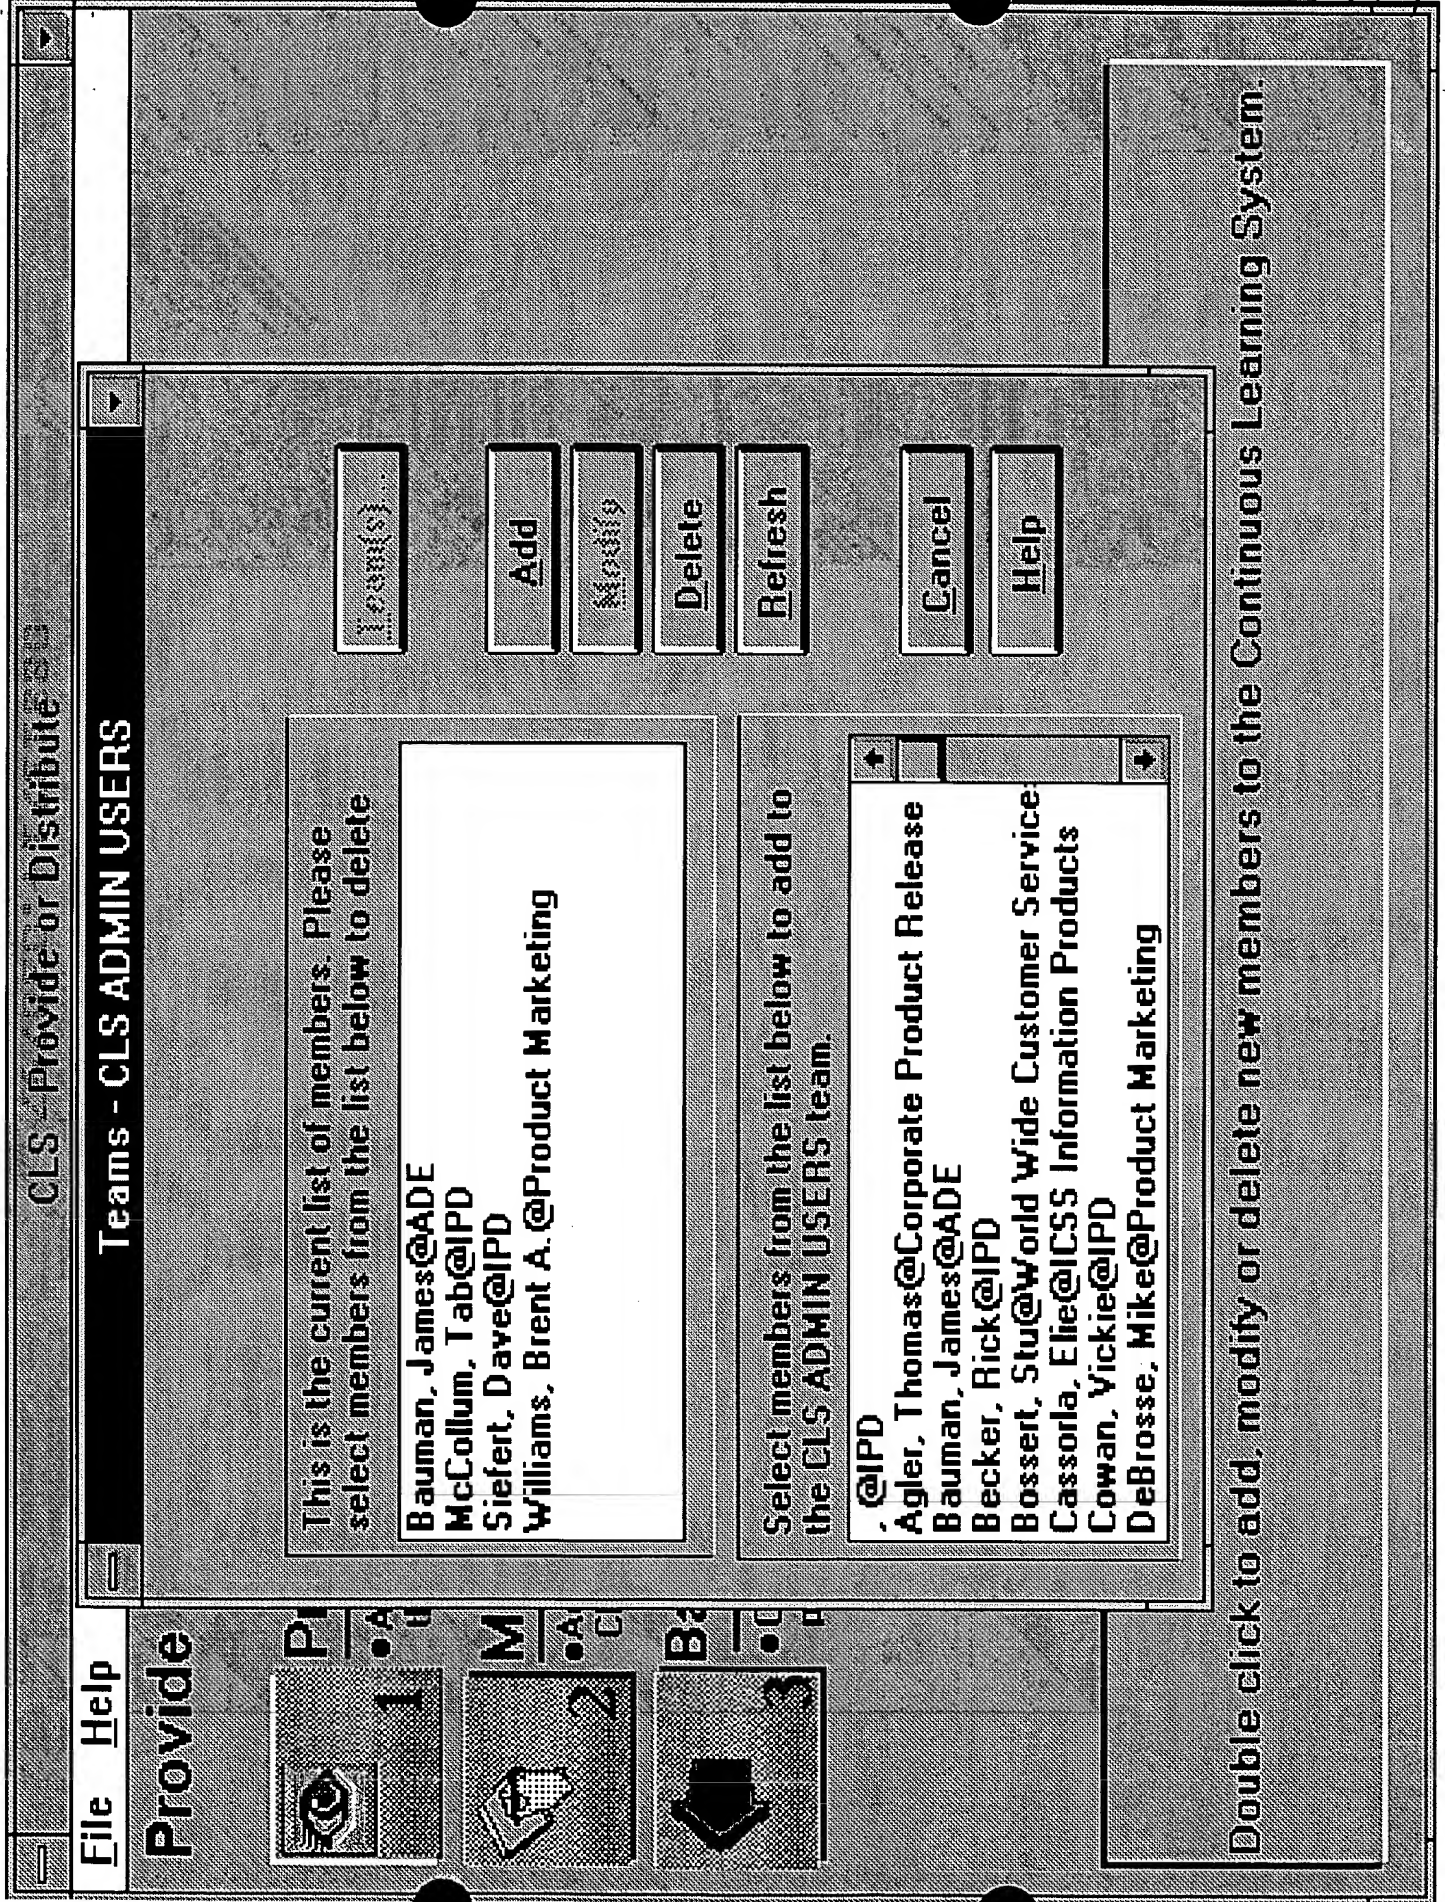 CLS - Provide or Distribute
File Help
Provide
Teams - CLS ADMIN USERS
This is the current list of members. Please
select members from the list below to delete
Bauman, James@ADE
McCollum, Tab@IPD
Siefert, Dave@IPD
Williams, Brent A.@Product Marketing
Select members from the list below to add to
the CLS ADMIN USERS team.
, @IPD
Agler, Thomas@Corporate Product Release
Bauman, James@ADE
Becker, Rick@IPD
Bossert, Stu@World Wide Customer Service
Cassorla, Elie@ICSS Information Products
Cowan, Vickie@IPD
DeBrosse, Mike@Product Marketing
Team(s)...
Add
Modify
Delete
Refresh
Cancel
Help
1
2
M
3
Ba
Double click to add, modify or delete new members to the Continuous Learning System.